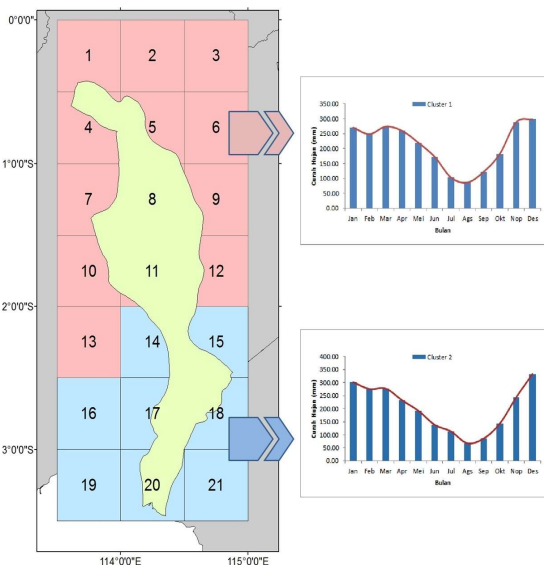 0°0'0"
1°0'0"S
2°0'0"S
3°0'0"S
114°0'0"E
115°0'0"E
1 2 3
4 5 6
7 8 9
10 11 12
13 14 15
16 17 18
19 20 21
Cluster 1
Curah Hujan (mm)
350.00
300.00
250.00
200.00
150.00
100.00
50.00
0.00
Jan Feb Mar Apr Mei Jun Jul Ags Sep Okt Nop Des
Bulan
Cluster 2
Curah Hujan (mm)
400.00
350.00
300.00
250.00
200.00
150.00
100.00
50.00
0.00
Jan Feb Mar Apr Mei Jun Jul Ags Sep Okt Nop Des
Bulan